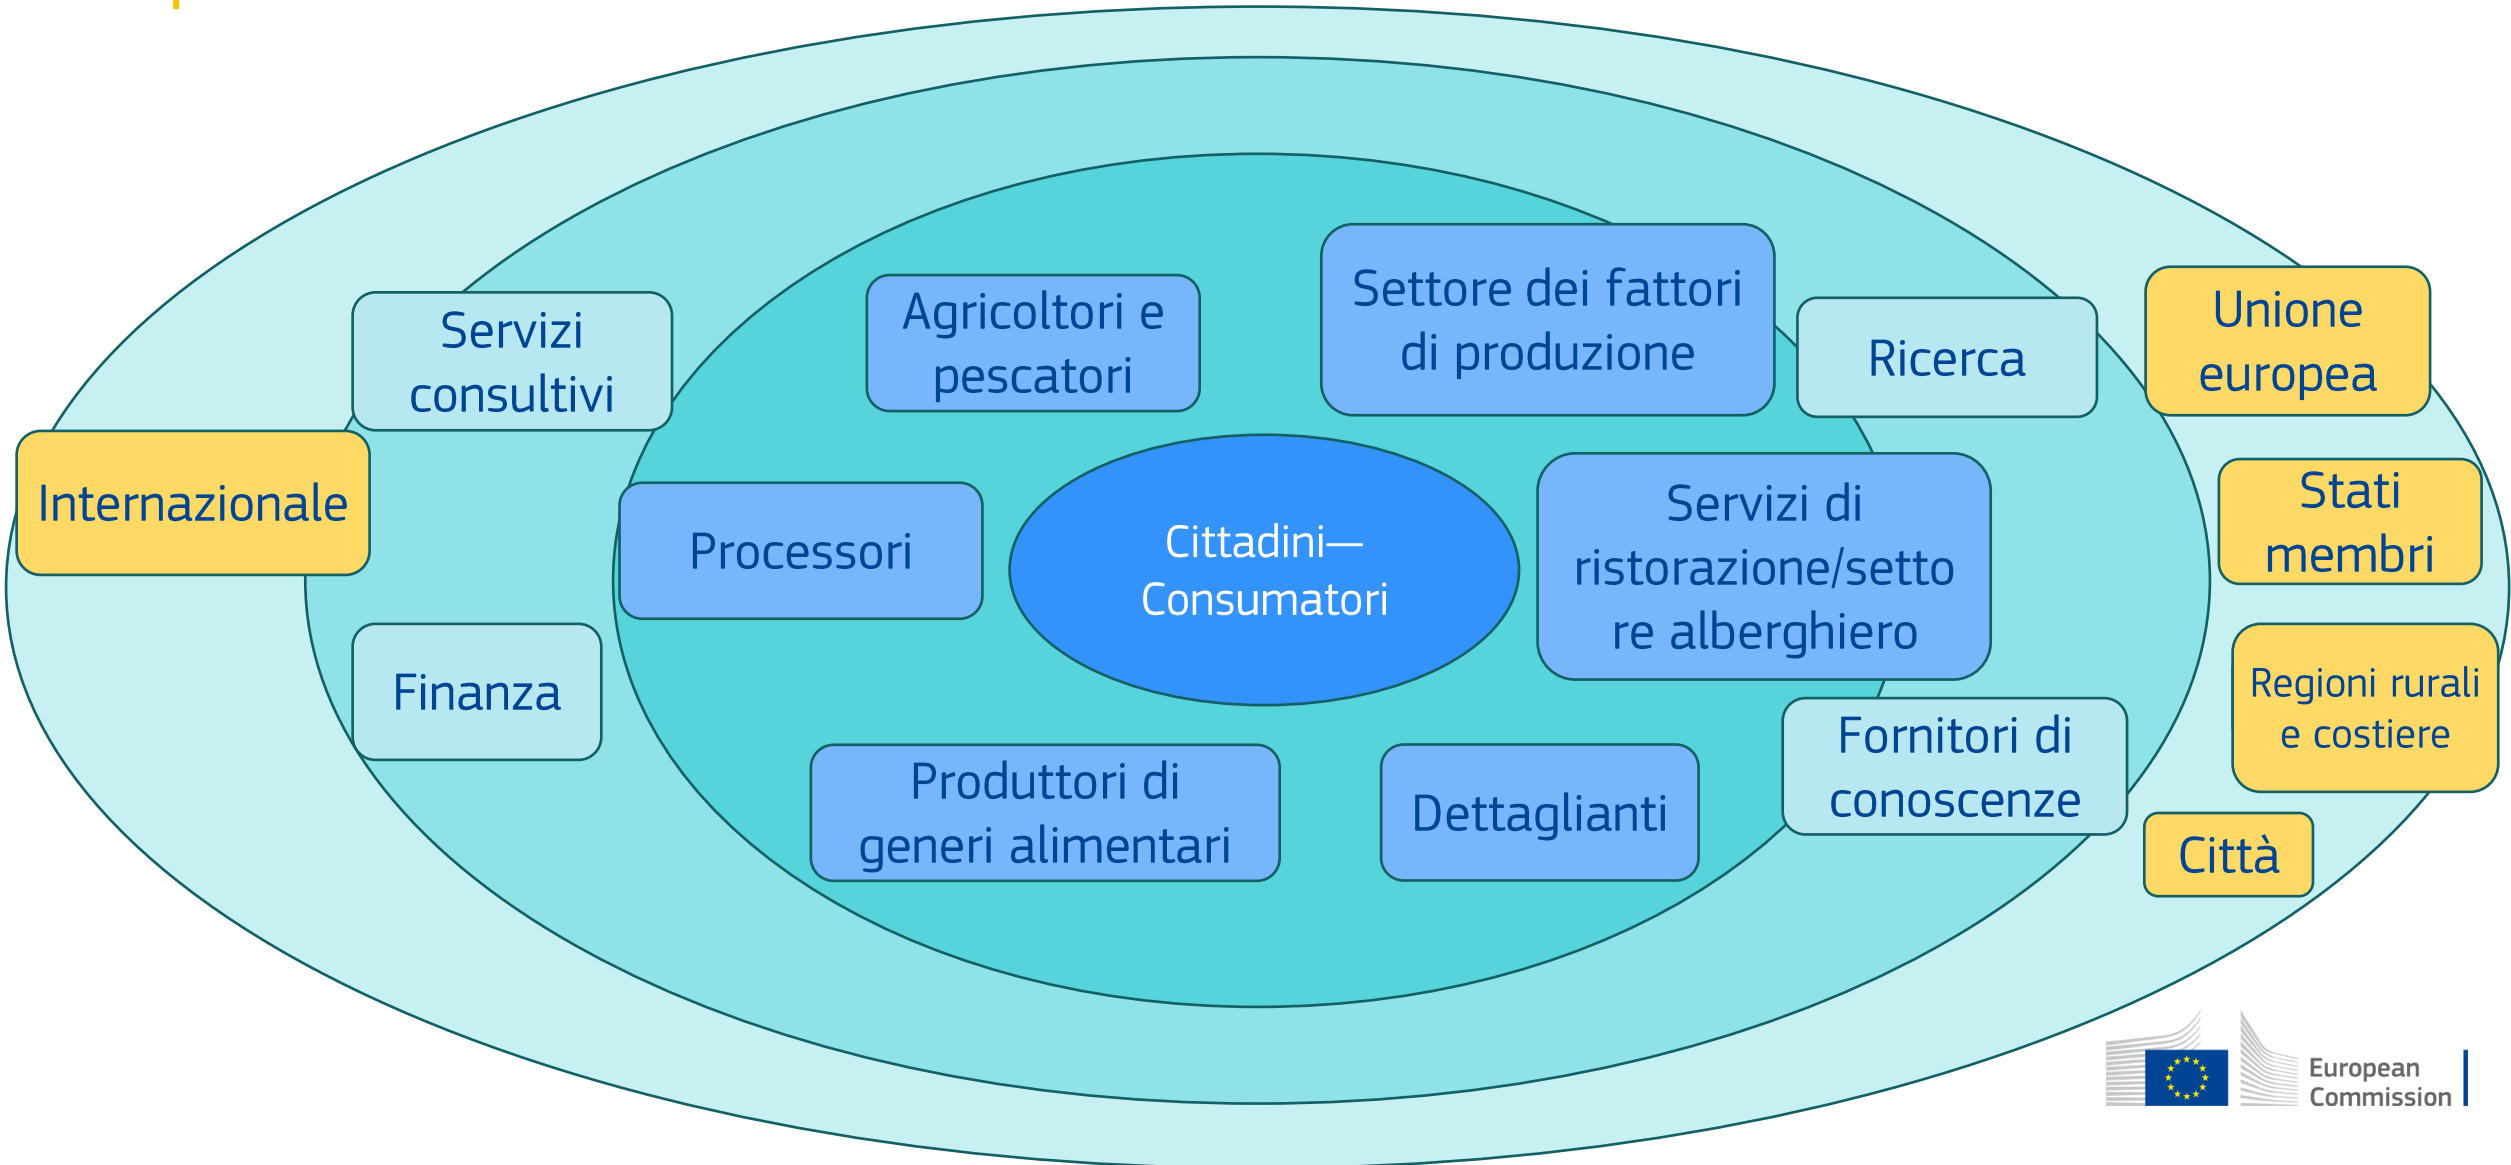 Agricoltori e
pescatori
Settore dei fattori
di produzione
Servizi
consultivi
Ricerca
Unione
europea
Internazionale
Processori
Cittadini—
Consumatori
Servizi di
ristorazione/setto
re alberghiero
Stati
membri
Finanza
Regioni rurali
e costiere
Produttori di
generi alimentari
Dettaglianti
Fornitori di
conoscenze
Città
European
Commission